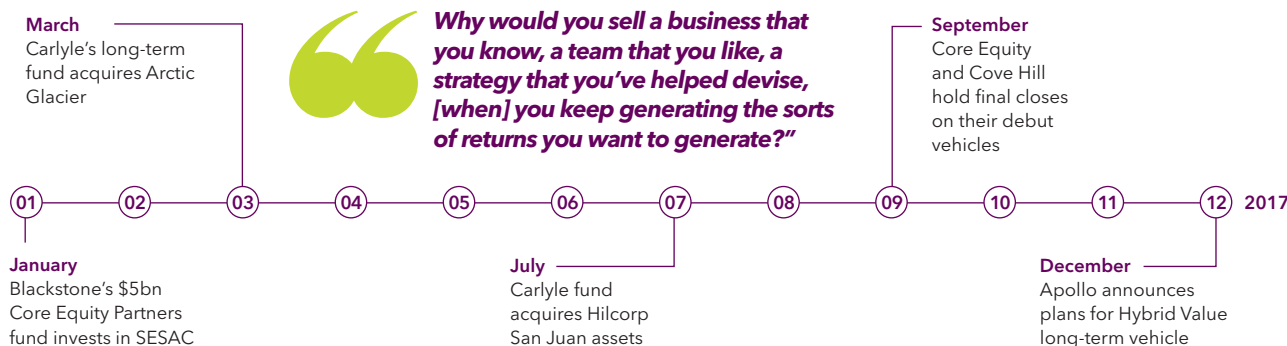 March
Carlyle’s long-term
fund acquires Arctic
Glacier
Why would you sell a business that
you know, a team that you like, a
strategy that you’ve helped devise,
[when] you keep generating the sorts
of returns you want to generate?”
September
Core Equity
and Cove Hill
hold final closes
on their debut
vehicles
01 02 03 04 05 06 07 08 09 10 11 12 2017
January
Blackstone’s $5bn
Core Equity Partners
fund invests in SESAC
July
Carlyle fund
acquires Hilcorp
San Juan assets
December
Apollo announces
plans for Hybrid Value
long-term vehicle